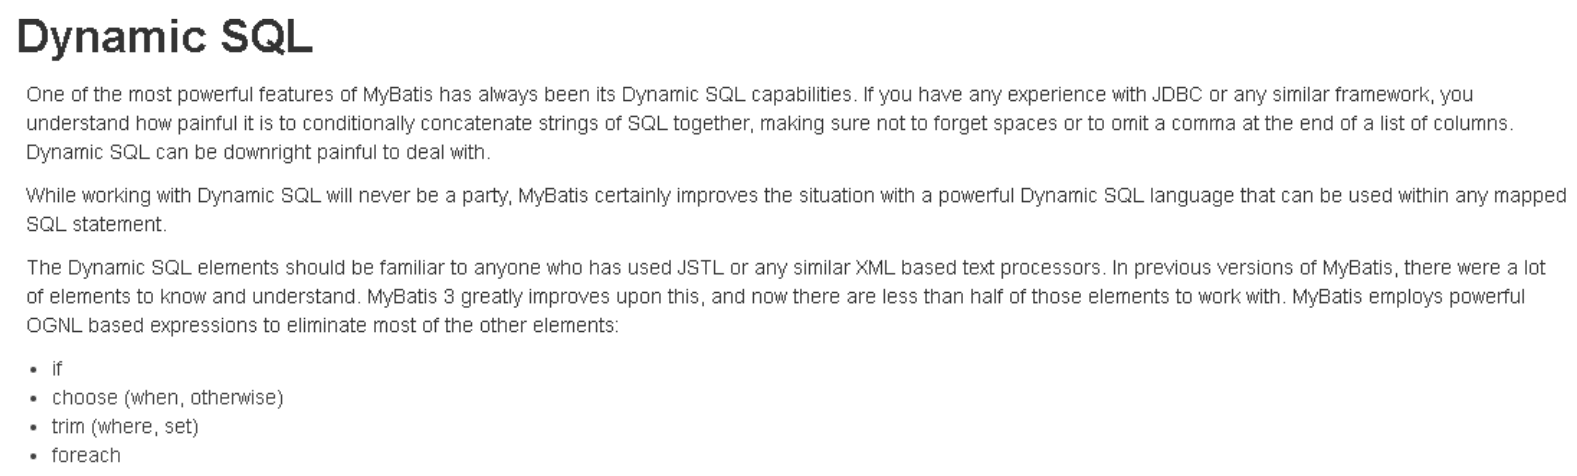 Dynamic SQL
One of the most powerful features of MyBatis has always been its Dynamic SQL capabilities. If you have any experience with JDBC or any similar framework, you
understand how painful it is to conditionally concatenate strings of SQL together, making sure not to forget spaces or to omit a comma at the end of a list of columns.
Dynamic SQL can be downright painful to deal with.
While working with Dynamic SQL will never be a party, MyBatis certainly improves the situation with a powerful Dynamic SQL language that can be used within any mapped
SQL statement.
The Dynamic SQL elements should be familiar to anyone who has used JSTL or any similar XML based text processors. In previous versions of MyBatis, there were a lot
of elements to know and understand. MyBatis 3 greatly improves upon this, and now there are less than half of those elements to work with. MyBatis employs powerful
OGNL based expressions to eliminate most of the other elements:
• if
• choose (when, otherwise)
• trim (where, set)
• foreach